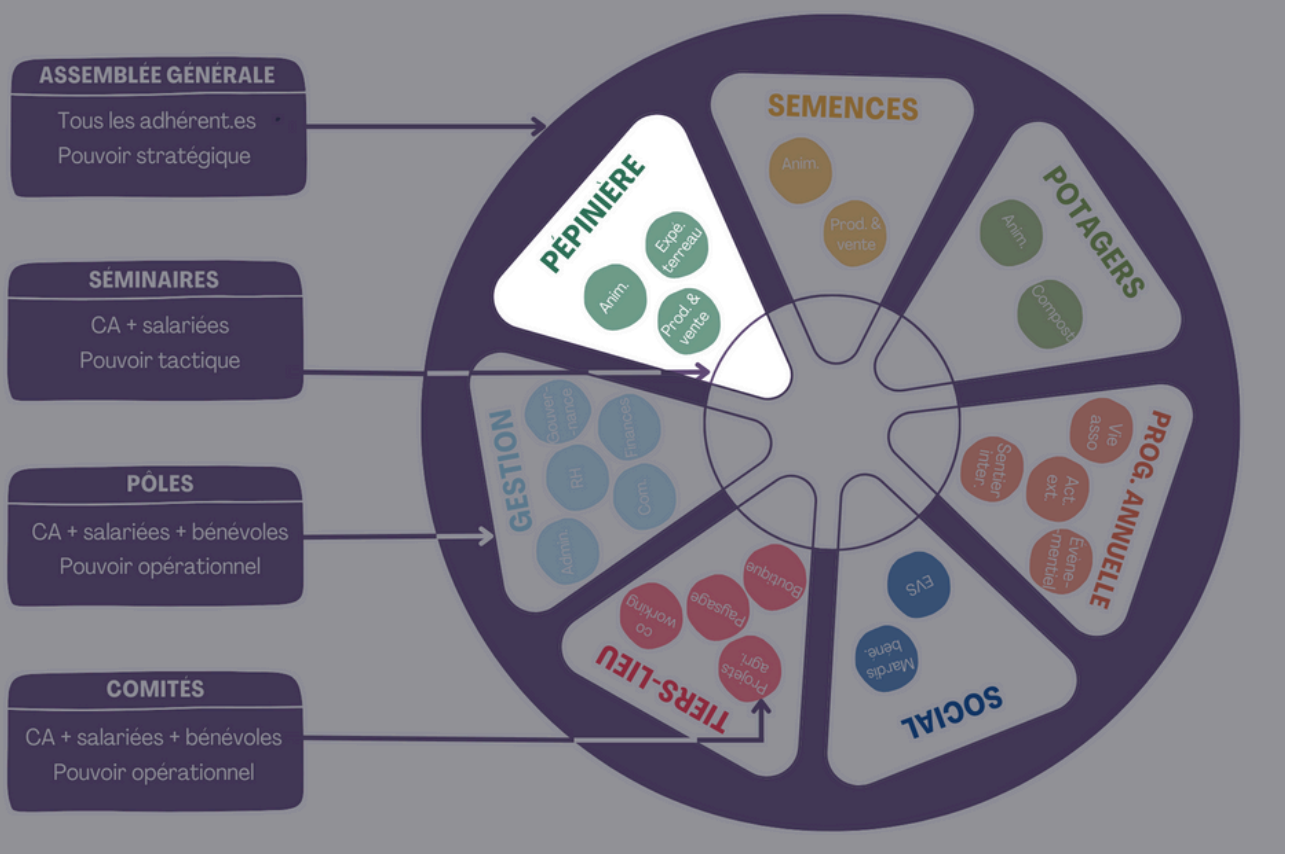 ASSEMBLÉE GÉNÉRALE
Tous les adhérent.es
Pouvoir stratégique
SÉMINAIRES
CA + salariées
Pouvoir tactique
PÔLES
CA + salariées + bénévoles
Pouvoir opérationnel
COMITÉS
CA + salariées + bénévoles
Pouvoir opérationnel
PÉPINIÈRE
Expé.
terreau
Anim.
Prod. &
vente
SEMENCES
Anim.
Prod. &
vente
POTAGERS
Anim.
Compost
PROG. ANNUELLE
Vie
asso
Sentier
inter.
Act.
ext.
Evène-
-mentiel
SOCIAL
EVS
Mardis
béné.
TIERS-LIEU
Boutique
Paysage
co
working
Projets
agri.
GESTION
Gouver-
-nance
Finances
RH
Com.
Admin.